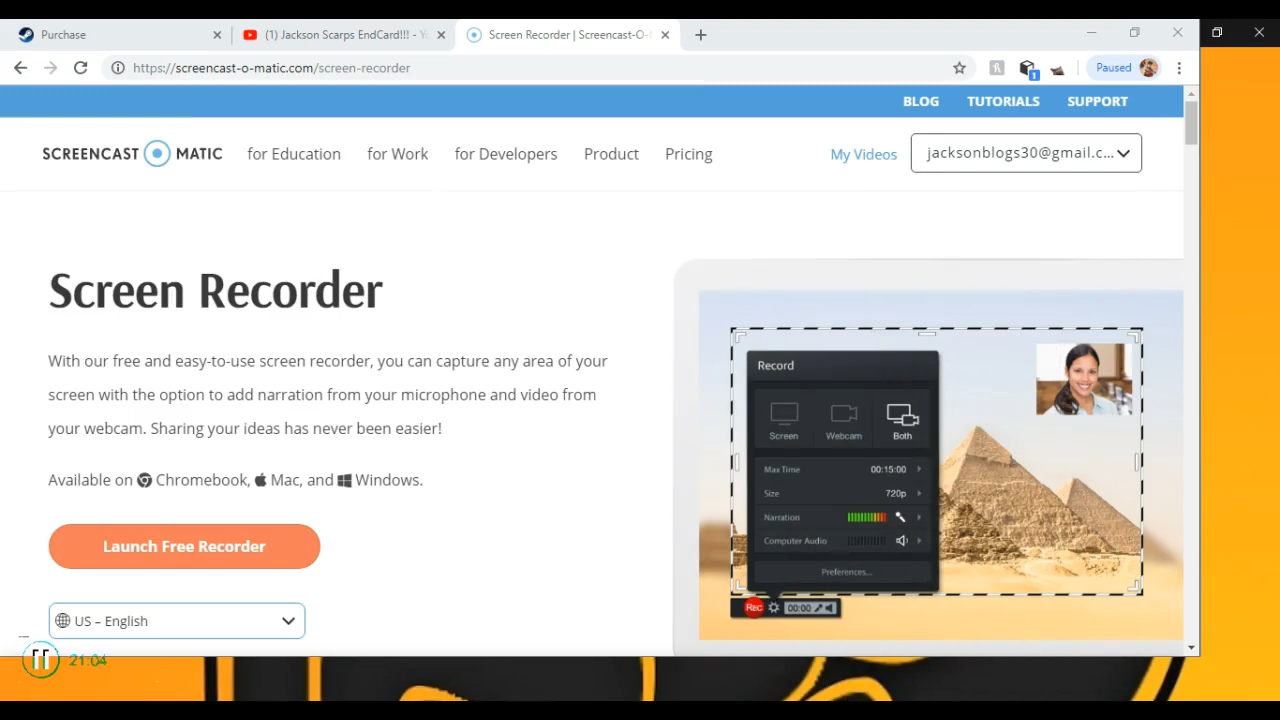 Purchase
(1) Jackson Scarps EndCard!!! - Y
Screen Recorder | Screencast-O-
https://screencast-o-matic.com/screen-recorder
1
Paused
BLOG TUTORIALS SUPPORT
SCREENCAST MATIC for Education for Work for Developers Product Pricing My Videos jacksonblogs30@gmail.c...
Screen Recorder
With our free and easy-to-use screen recorder, you can capture any area of your
screen with the option to add narration from your microphone and video from
your webcam. Sharing your ideas has never been easier!
Available on Chromebook, Mac, and Windows.
Launch Free Recorder
US – English
Record
Screen Webcam Both
Max Time 00:15:00
Size 720p
Narration
Computer Audio
Preferences...
Rec 00:00
21:04